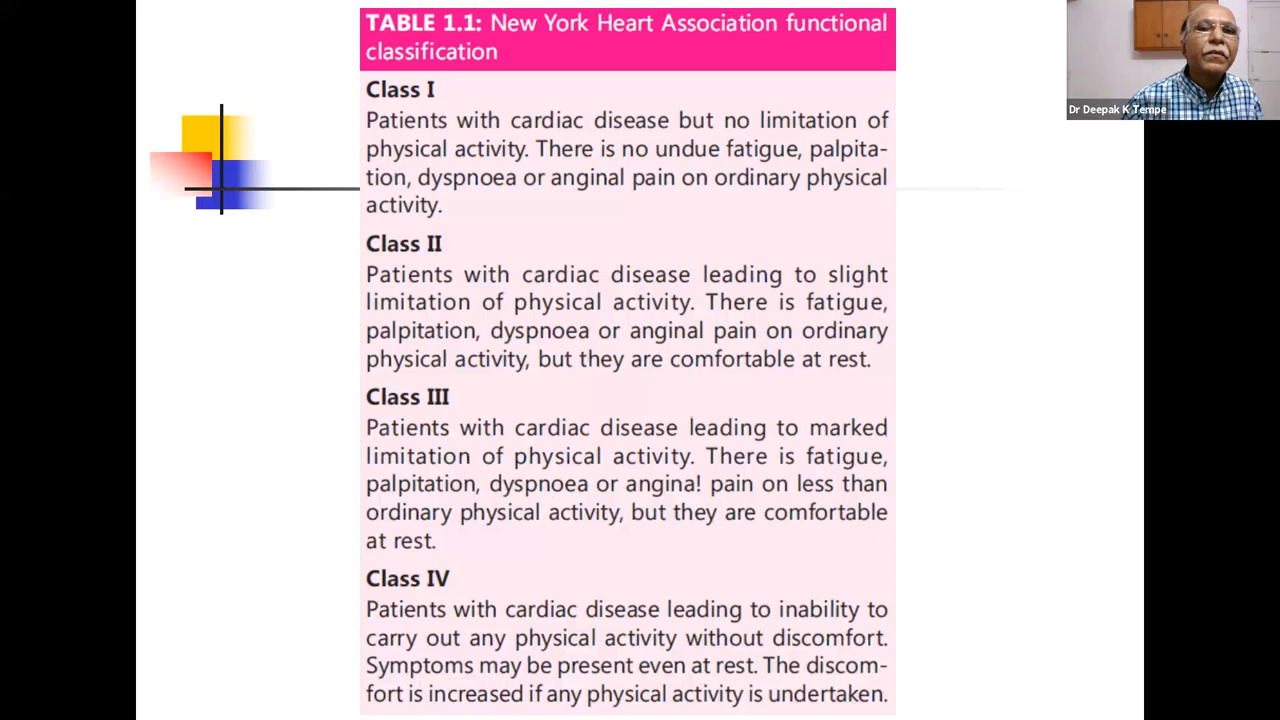 TABLE 1.1: New York Heart Association functional
classification
Class I
Patients with cardiac disease but no limitation of
physical activity. There is no undue fatigue, palpita-
tion, dyspnoea or anginal pain on ordinary physical
activity.
Class II
Patients with cardiac disease leading to slight
limitation of physical activity. There is fatigue,
palpitation, dyspnoea or anginal pain on ordinary
physical activity, but they are comfortable at rest.
Class III
Patients with cardiac disease leading to marked
limitation of physical activity. There is fatigue,
palpitation, dyspnoea or angina! pain on less than
ordinary physical activity, but they are comfortable
at rest.
Class IV
Patients with cardiac disease leading to inability to
carry out any physical activity without discomfort.
Symptoms may be present even at rest. The discom-
fort is increased if any physical activity is undertaken.
Dr Deepak K Tempe